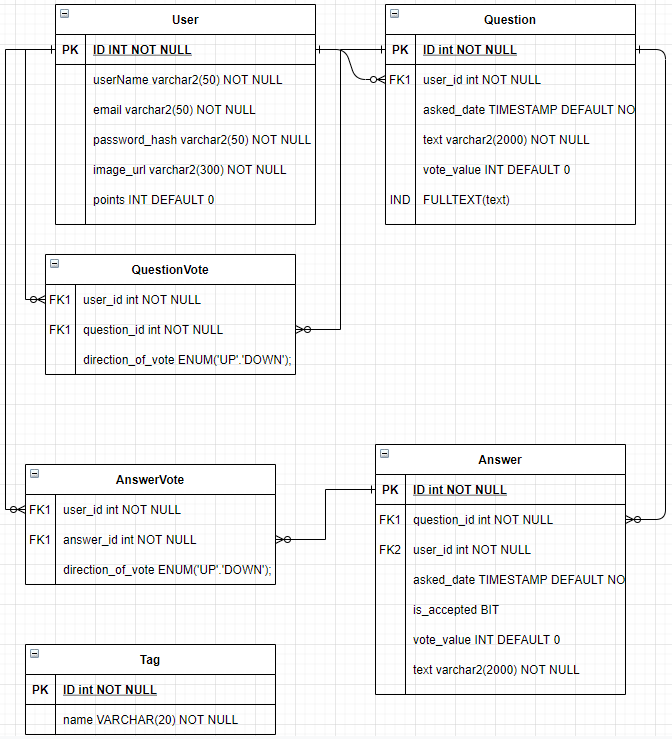 User
PK ID INT NOT NULL
userName varchar2(50) NOT NULL
email varchar2(50) NOT NULL
password_hash varchar2(50) NOT NULL
image_url varchar2(300) NOT NULL
points INT DEFAULT 0
Question
PK ID int NOT NULL
FK1 user_id int NOT NULL
asked_date TIMESTAMP DEFAULT NO
text varchar2(2000) NOT NULL
vote_value INT DEFAULT 0
IND FULLTEXT(text)
QuestionVote
FK1 user_id int NOT NULL
FK1 question_id int NOT NULL
direction_of_vote ENUM('UP'.'DOWN');
AnswerVote
FK1 user_id int NOT NULL
FK1 answer_id int NOT NULL
direction_of_vote ENUM('UP'.'DOWN');
Answer
PK ID int NOT NULL
FK1 question_id int NOT NULL
FK2 user_id int NOT NULL
asked_date TIMESTAMP DEFAULT NO
is_accepted BIT
vote_value INT DEFAULT 0
text varchar2(2000) NOT NULL
Tag
PK ID int NOT NULL
name VARCHAR(20) NOT NULL